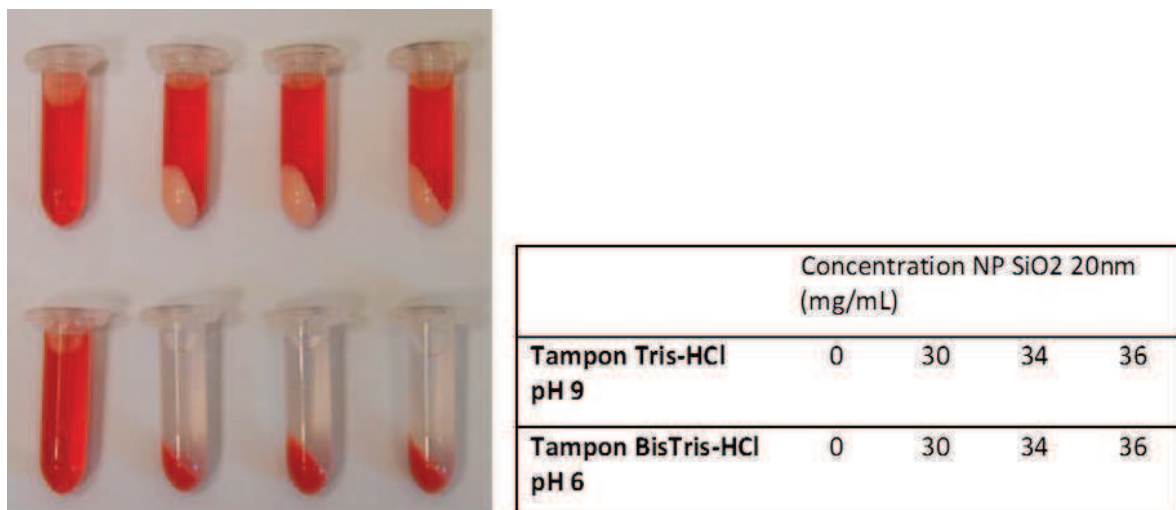 Concentration NP SiO2 20nm
(mg/mL)
Tampon Tris-HCl 0 30 34 36
pH 9
Tampon BisTris-HCl 0 30 34 36
pH 6